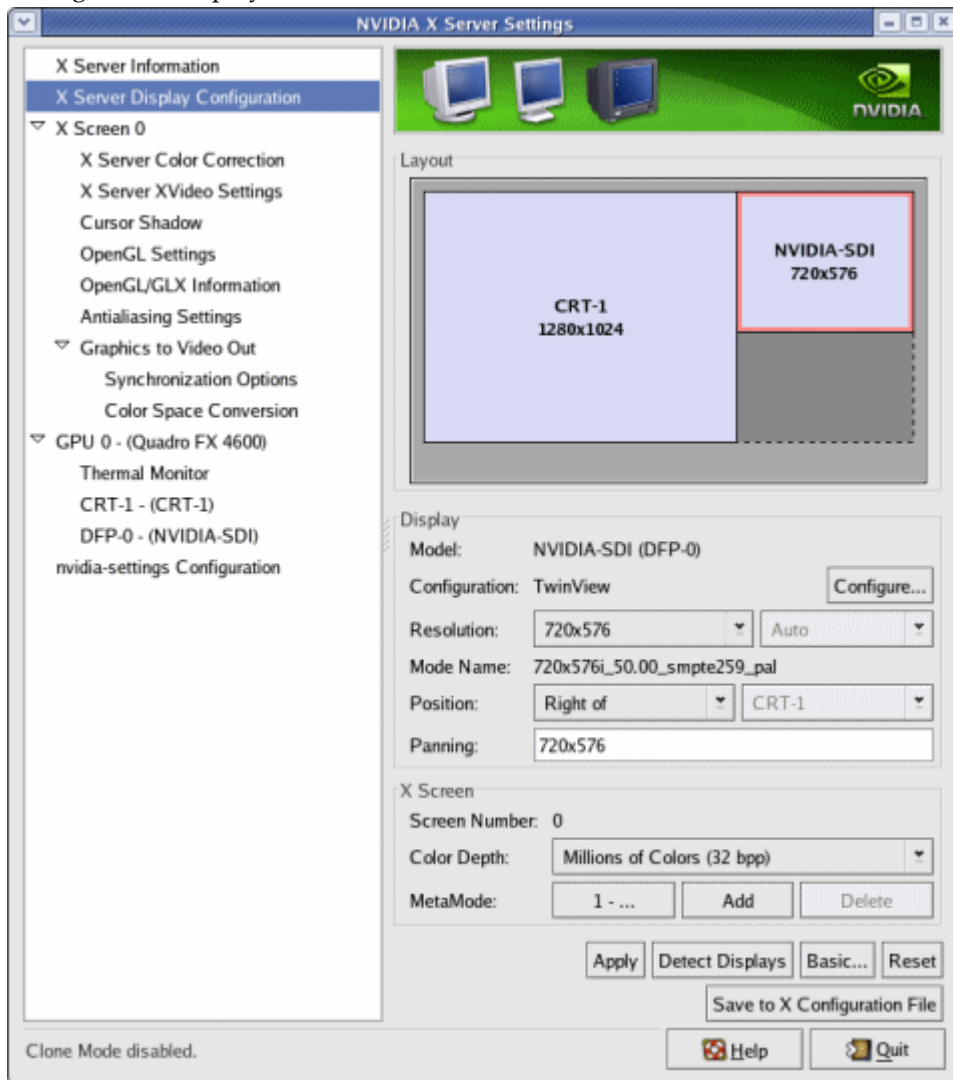 NVIDIA X Server Settings
X Server Information
X Server Display Configuration
X Screen 0
X Server Color Correction
X Server XVideo Settings
Cursor Shadow
OpenGL Settings
OpenGL/GLX Information
Antialiasing Settings
Graphics to Video Out
Synchronization Options
Color Space Conversion
GPU 0 - (Quadro FX 4600)
Thermal Monitor
CRT-1 - (CRT-1)
DFP-0 - (NVIDIA-SDI)
nvidia-settings Configuration
NVIDIA
Layout
CRT-1
1280x1024
NVIDIA-SDI
720x576
Display
Model: NVIDIA-SDI (DFP-0)
Configuration: TwinView Configure...
Resolution: 720x576 Auto
Mode Name: 720x576i_50.00_smpte259_pal
Position: Right of CRT-1
Panning: 720x576
X Screen
Screen Number: 0
Color Depth: Millions of Colors (32 bpp)
MetaMode: 1 - ... Add Delete
Apply Detect Displays Basic... Reset
Save to X Configuration File
Clone Mode disabled. Help Quit